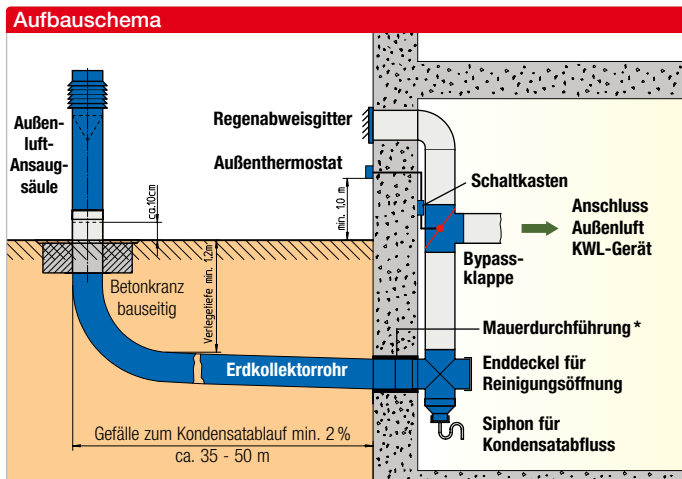 Aufbauschema
Außen-
luft-
Ansaug-
säule
ca.10cm
Regenabweisgitter
Außenthermostat
min. 1,0 m
Schaltkasten
Anschluss
Außenluft
KWL-Gerät
Bypass-
klappe
Betonkranz
bauseitig
Verlegetiefe min. 1,2m
Mauerdurchführung *
Erdkollektorrohr
Enddeckel für
Reinigungsöffnung
Siphon für
Kondensatabfluss
Gefälle zum Kondensatablauf min. 2 %
ca. 35 - 50 m